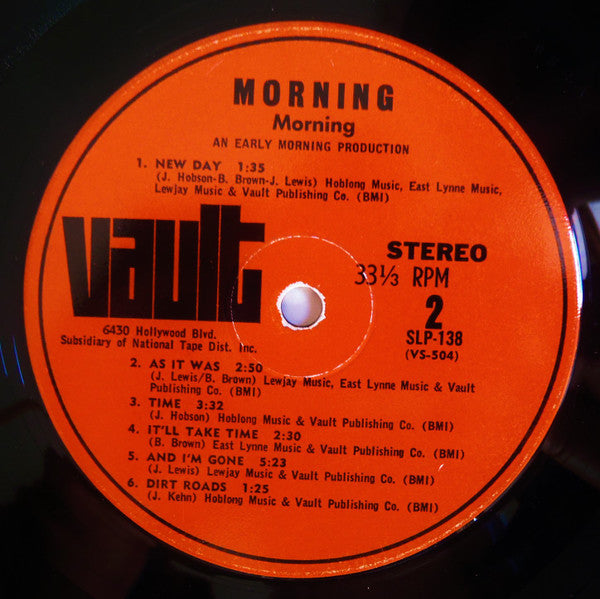 MORNING
Morning
AN EARLY MORNING PRODUCTION
1. NEW DAY 1:35
(J. Hobson-B. Brown-J. Lewis) Hoblong Music, East Lynne Music,
Lewjay Music & Vault Publishing Co. (BMI)
vault
6430 Hollywood Blvd.
Subsidiary of National Tape Dist. Inc.
STEREO
33⅓ RPM
2
SLP-138
(VS-504)
2. AS IT WAS 2:50
(J. Lewis/B. Brown) Lewjay Music, East Lynne Music & Vault
Publishing Co. (BMI)
3. TIME 3:32
(J. Hobson) Hoblong Music & Vault Publishing Co. (BMI)
4. IT'LL TAKE TIME 2:30
(B. Brown) East Lynne Music & Vault Publishing Co. (BMI)
5. AND I'M GONE 5:23
(J. Lewis) Lewjay Music & Vault Publishing Co. (BMI)
6. DIRT ROADS 1:25
(J. Kehn) Hoblong Music & Vault Publishing Co. (BMI)